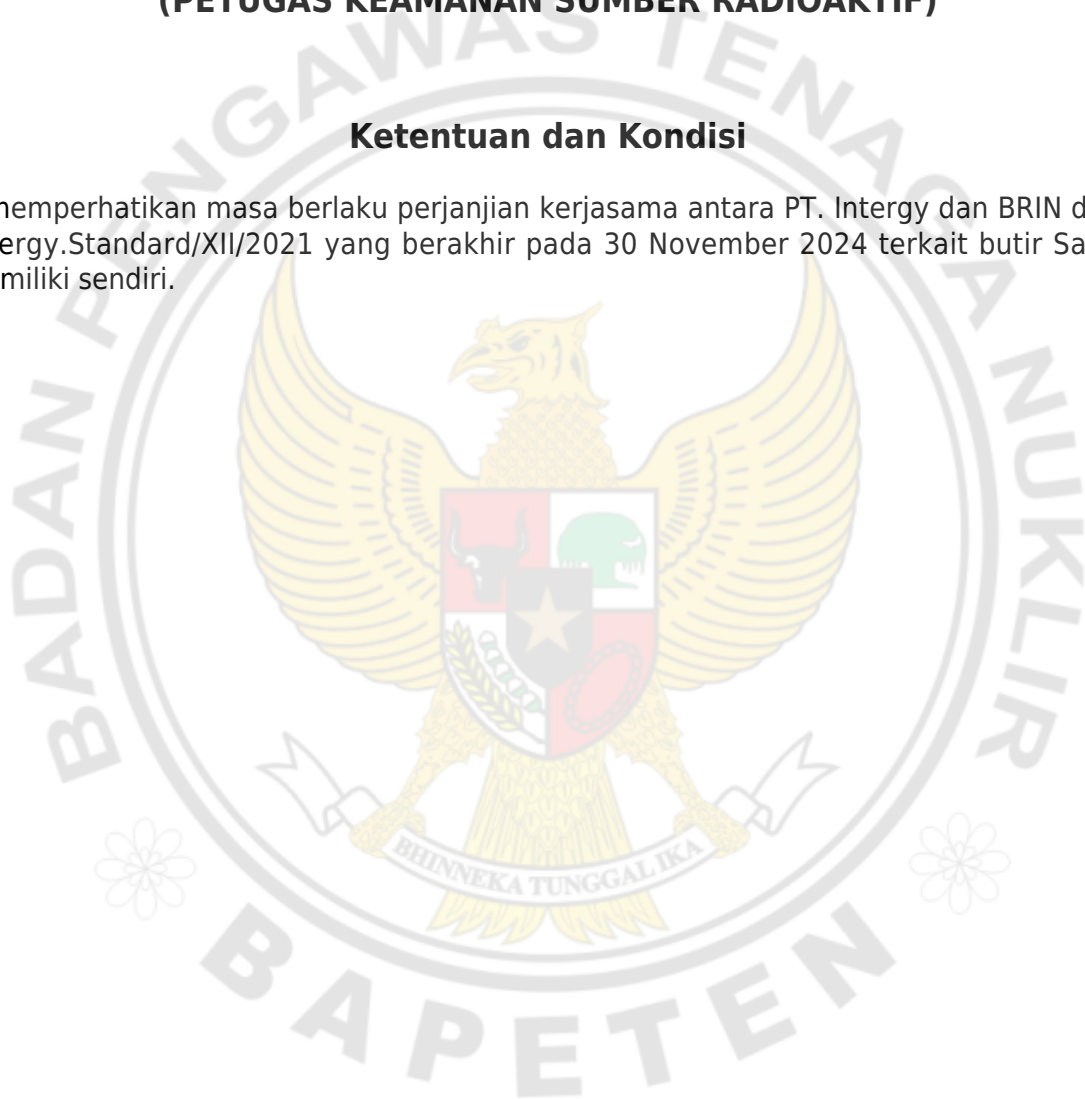 (PETUGAS KEAMANAN SUMBER RADIOAKTIF)
Ketentuan dan Kondisi
memperhatikan masa berlaku perjanjian kerjasama antara PT. Intergy dan BRIN d
ergy.Standard/XII/2021 yang berakhir pada 30 November 2024 terkait butir Sa
miliki sendiri.
BADAN PENGAWAS TENAGA NUKLIR
BHINNEKA TUNGGAL IKA
BAPETEN